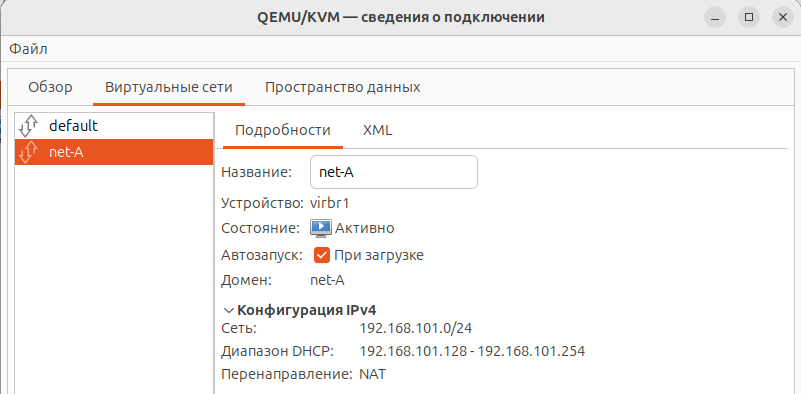 QEMU/KVM — сведения о подключении
Файл
Обзор Виртуальные сети Пространство данных
default
net-A
Подробности XML
Название: net-A
Устройство: virbr1
Состояние: Активно
Автозапуск: При загрузке
Домен: net-A
Конфигурация IPv4
Сеть: 192.168.101.0/24
Диапазон DHCP: 192.168.101.128 - 192.168.101.254
Перенаправление: NAT